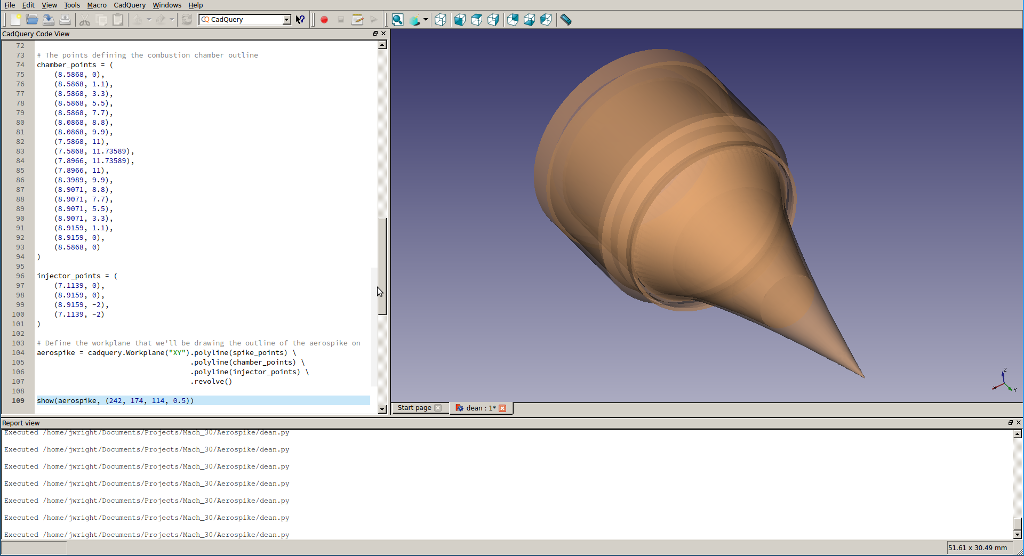 File Edit View Tools Macro CadQuery Windows Help
CadQuery
CadQuery Code View
72
73 # The points defining the combustion chamber outline
74 chamber_points = (
75 (8.5868, 0),
76 (8.5868, 1.1),
77 (8.5868, 3.3),
78 (8.5868, 5.5),
79 (8.5868, 7.7),
80 (8.0868, 8.8),
81 (8.0868, 9.9),
82 (7.5868, 11),
83 (7.5868, 11.73589),
84 (7.8966, 11.73589),
85 (7.8966, 11),
86 (8.3989, 9.9),
87 (8.9071, 8.8),
88 (8.9071, 7.7),
89 (8.9071, 5.5),
90 (8.9071, 3.3),
91 (8.9159, 1.1),
92 (8.9159, 0),
93 (8.5868, 0)
94 )
95
96 injector_points = (
97 (7.1139, 0),
98 (8.9159, 0),
99 (8.9159, -2),
100 (7.1139, -2)
101 )
102
103 # Define the workplane that we'll be drawing the outline of the aerospike on
104 aerospike = cadquery.Workplane("XY").polyline(spike_points) \
105 .polyline(chamber_points) \
106 .polyline(injector_points) \
107 .revolve()
108
109 show(aerospike, (242, 174, 114, 0.5))
Start page
dean : 1*
Report view
Executed /home/jwright/Documents/Projects/Mach_30/Aerospike/dean.py
Executed /home/jwright/Documents/Projects/Mach_30/Aerospike/dean.py
Executed /home/jwright/Documents/Projects/Mach_30/Aerospike/dean.py
Executed /home/jwright/Documents/Projects/Mach_30/Aerospike/dean.py
Executed /home/jwright/Documents/Projects/Mach_30/Aerospike/dean.py
Executed /home/jwright/Documents/Projects/Mach_30/Aerospike/dean.py
Executed /home/jwright/Documents/Projects/Mach_30/Aerospike/dean.py
51.61 x 30.49 mm